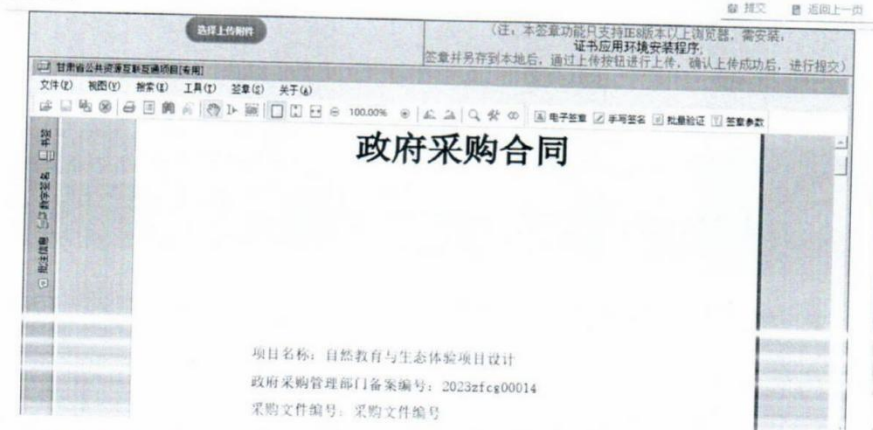 提交 返回上一页
选择上传附件
(注：本签章功能只支持IE8版本以上浏览器，需安装：
证书应用环境安装程序;
签章并另存到本地后，通过上传按钮进行上传，确认上传成功后，进行提交)
甘肃省公共资源互联互通项目[专用]
文件(F) 视图(V) 搜索(E) 工具(T) 签章(S) 关于(A)
100.00% 电子签章 手写签名 批量验证 签章参数
书签
数字签名
批注信息
政府采购合同
项目名称：自然教育与生态体验项目设计
政府采购管理部门备案编号：2023zfcg00014
采购文件编号：采购文件编号